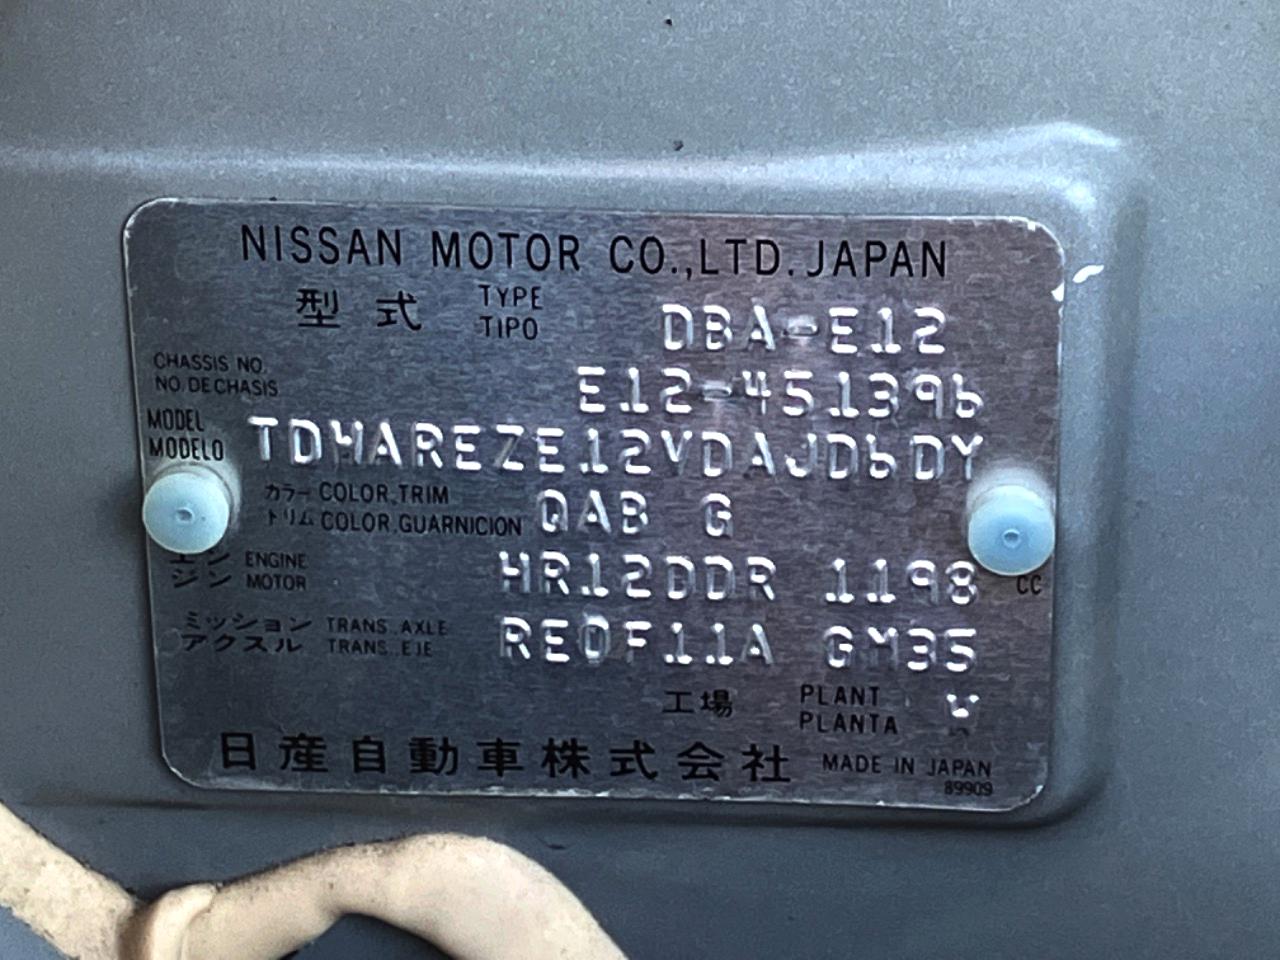 NISSAN MOTOR CO.,LTD. JAPAN
型式 TYPE TIPO DBA-E12
CHASSIS NO. NO.DE CHASIS E12-451396
MODEL MODELO TDHAREZE12VDAJD6DY
カラー COLOR,TRIM
トリム COLOR,GUARNICION QAB G
エン ENGINE
ジン MOTOR HR12DDR 1198 CC
ミッション TRANS. AXLE
アクスル TRANS. EJE RE0F11A GM35
工場 PLANT PLANTA
日産自動車株式会社 MADE IN JAPAN
89909